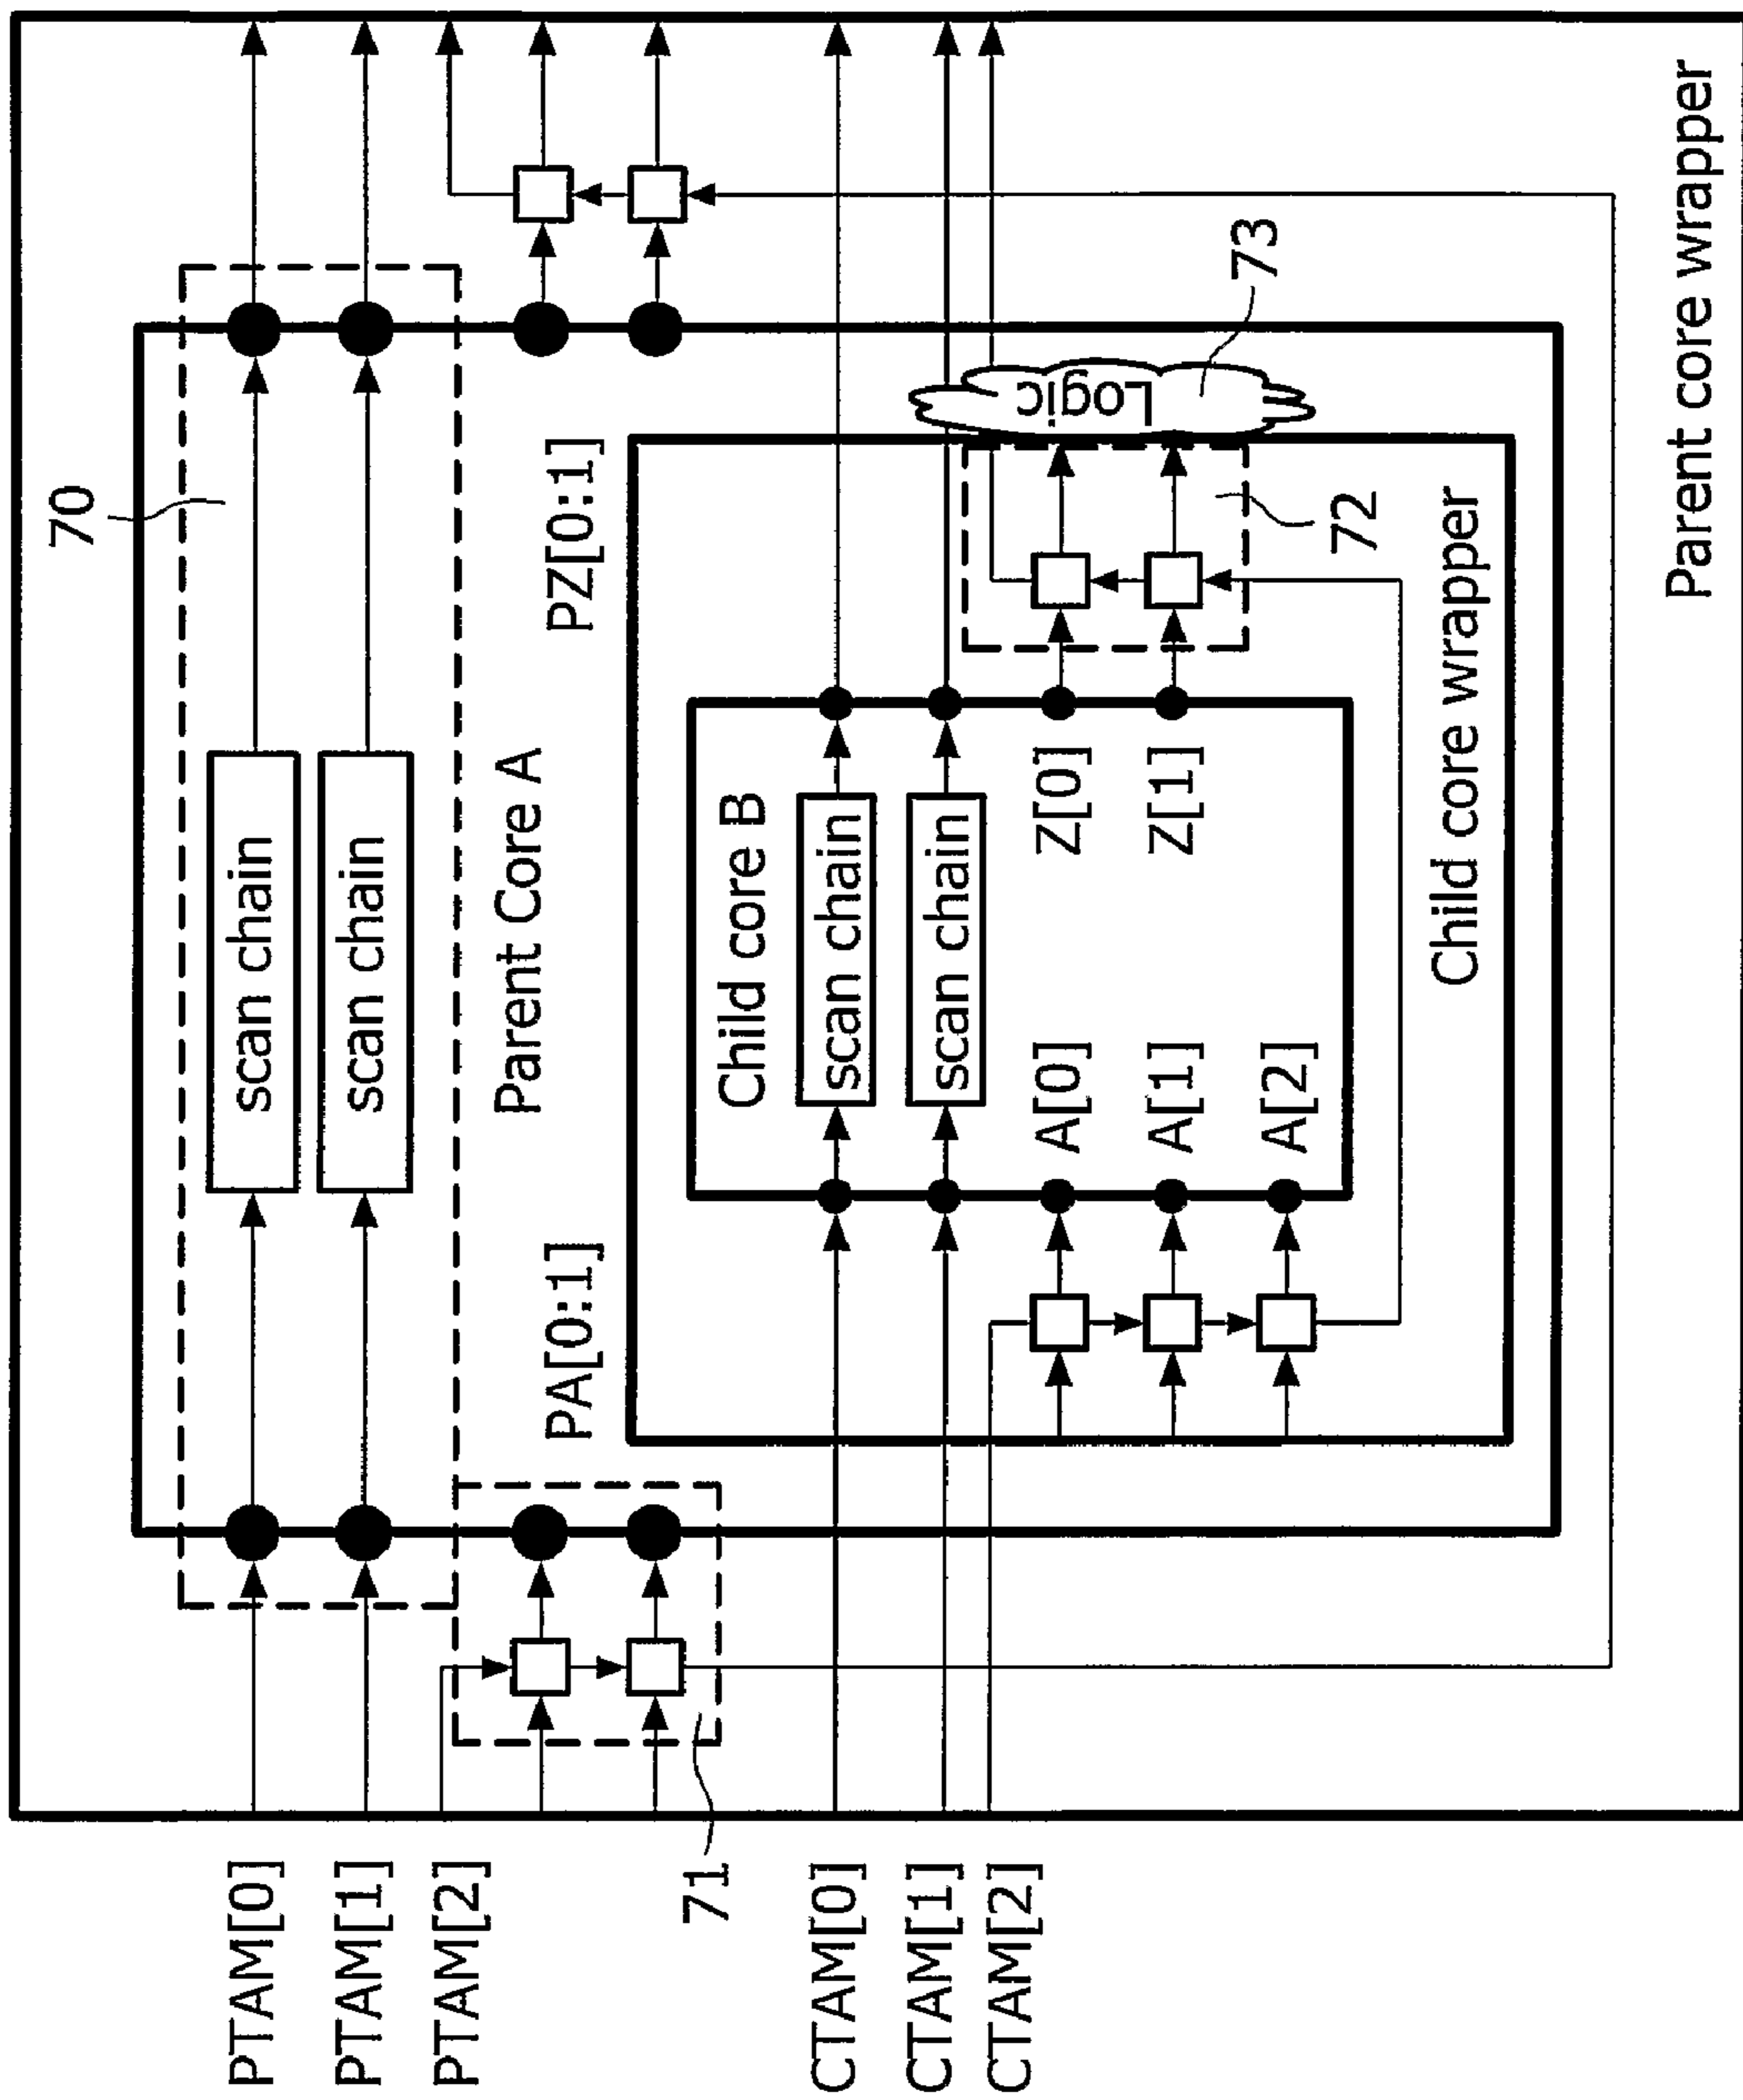 PTAM[0]
PTAM[1]
PTAM[2]
71
CTAM[0]
CTAM[1]
CTAM[2]
70
scan chain
scan chain
Parent Core A
PA[0:1]
PZ[0:1]
Child core B
scan chain
scan chain
A[0]
Z[0]
A[1]
Z[1]
A[2]
Logic
73
72
Child core wrapper
Parent core wrapper